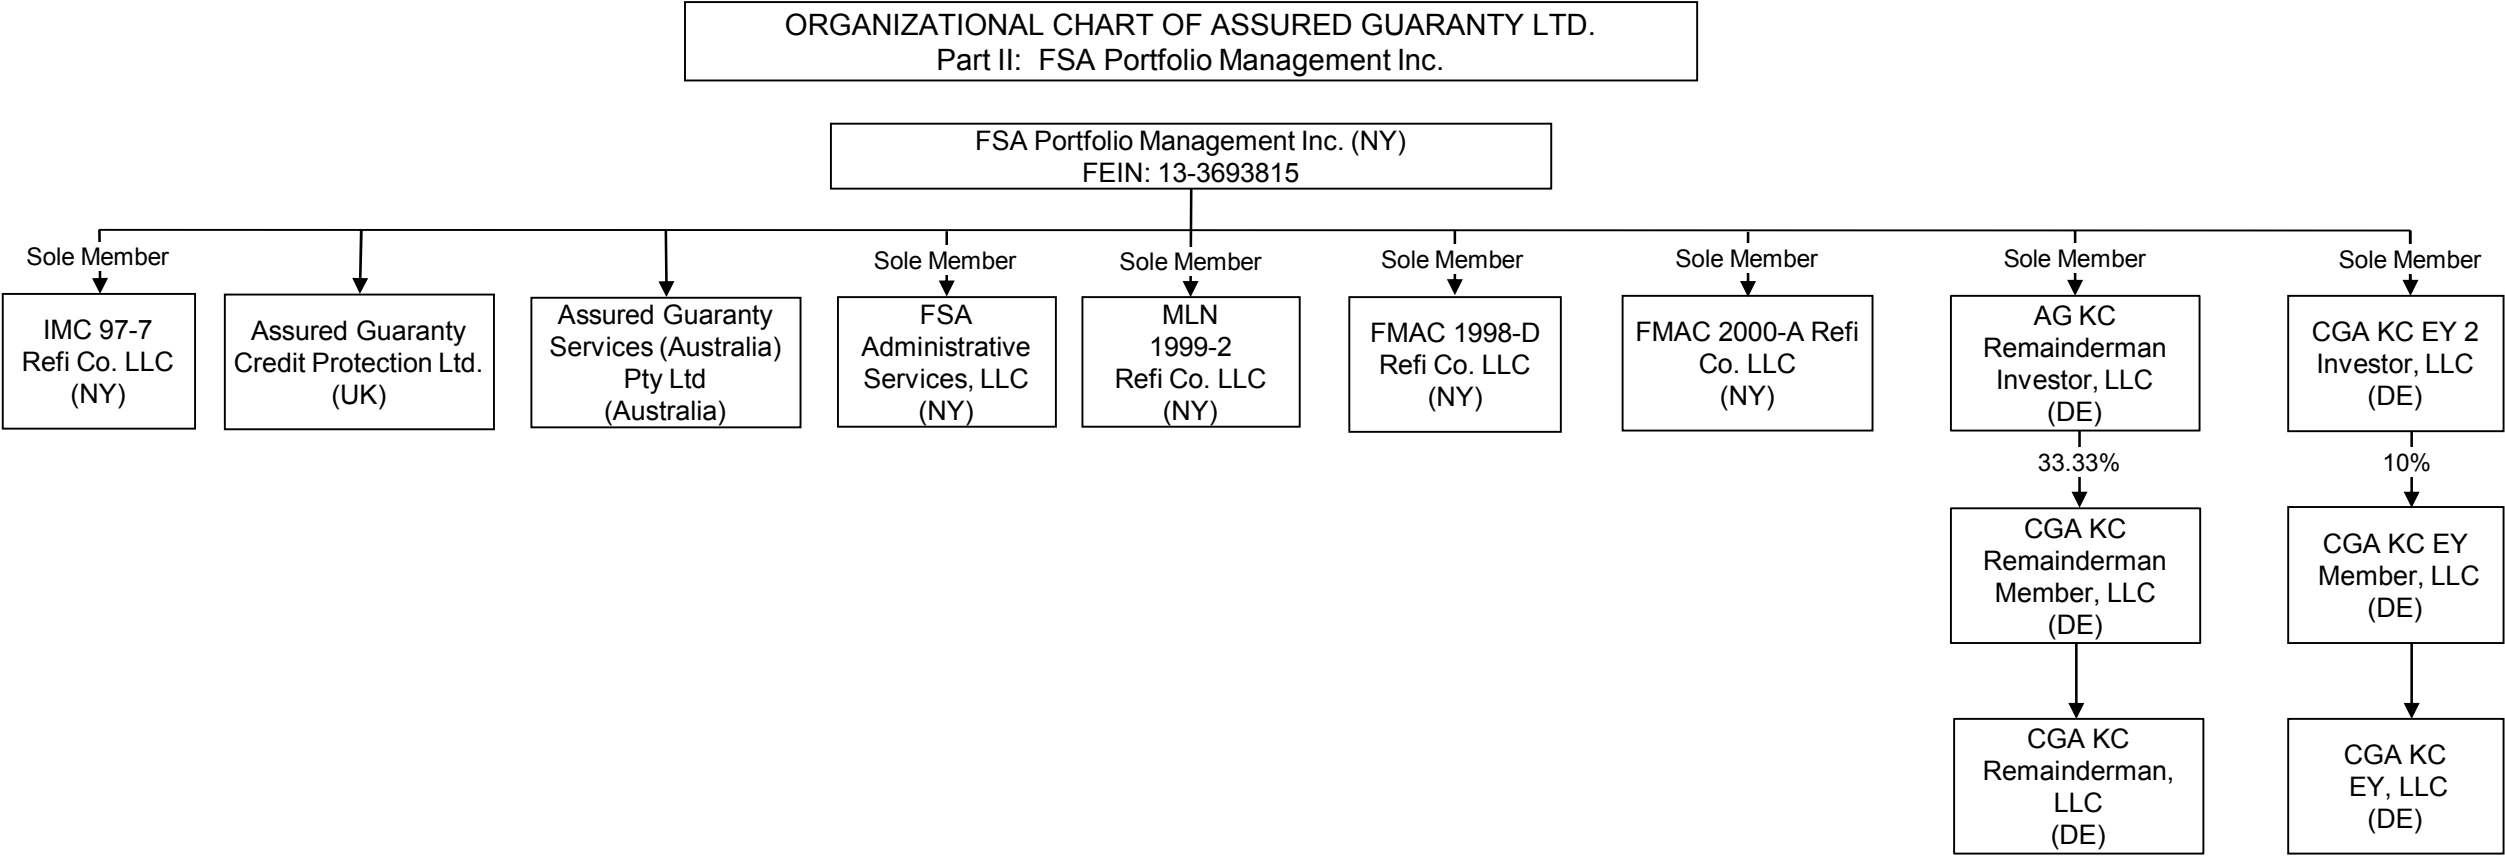 ORGANIZATIONAL CHART OF ASSURED GUARANTY LTD.
Part II:  FSA Portfolio Management Inc.
FSA Portfolio Management Inc. (NY)
FEIN: 13-3693815
Sole Member
IMC 97-7
Refi Co. LLC
(NY)
Assured Guaranty
Credit Protection Ltd.
(UK)
Assured Guaranty
Services (Australia)
Pty Ltd
(Australia)
Sole Member
FSA
Administrative
Services, LLC
(NY)
Sole Member
MLN
1999-2
Refi Co. LLC
(NY)
Sole Member
FMAC 1998-D
Refi Co. LLC
(NY)
Sole Member
FMAC 2000-A Refi
Co. LLC
(NY)
Sole Member
AG KC
Remainderman
Investor, LLC
(DE)
33.33%
CGA KC
Remainderman
Member, LLC
(DE)
CGA KC
Remainderman,
LLC
(DE)
Sole Member
CGA KC EY 2
Investor, LLC
(DE)
10%
CGA KC EY
Member, LLC
(DE)
CGA KC
EY, LLC
(DE)